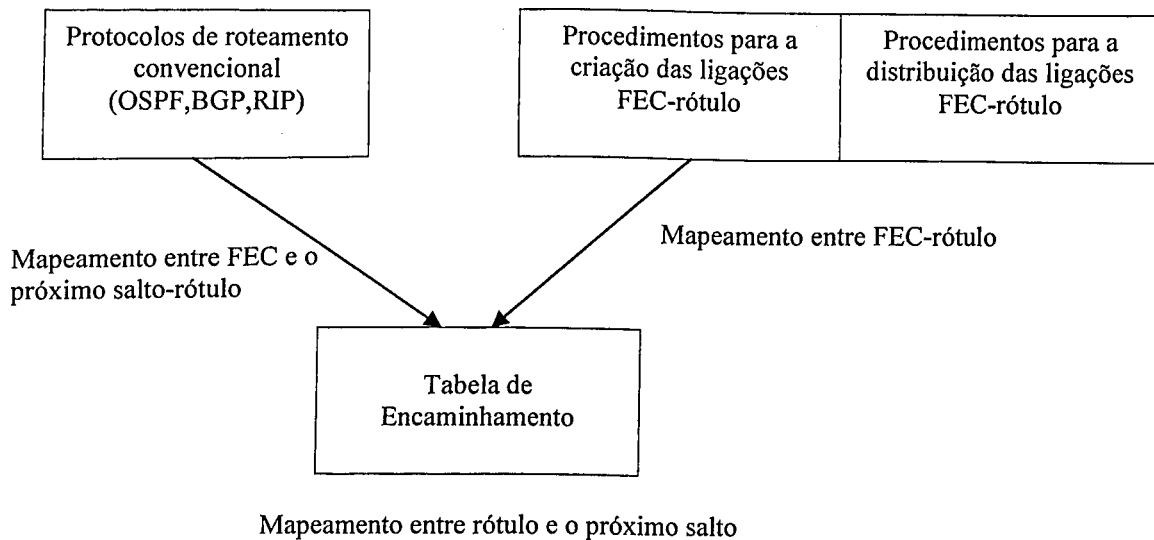 Protocolos de roteamento
convencional
(OSPF,BGP,RIP)
Procedimentos para a
criação das ligações
FEC-rótulo
Procedimentos para a
distribuição das ligações
FEC-rótulo
Mapeamento entre FEC e o
próximo salto-rótulo
Mapeamento entre FEC-rótulo
Tabela de
Encaminhamento
Mapeamento entre rótulo e o próximo salto